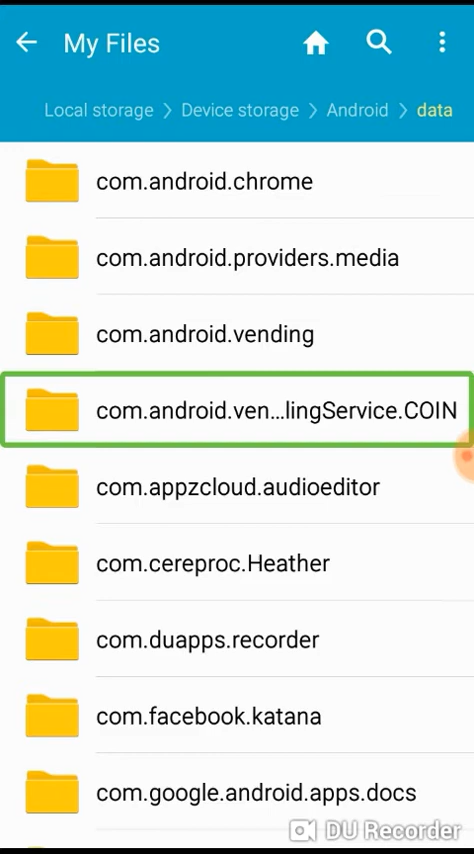 My Files
Local storage > Device storage > Android > data
com.android.chrome
com.android.providers.media
com.android.vending
com.android.ven...lingService.COIN
com.appzcloud.audioeditor
com.cereproc.Heather
com.duapps.recorder
com.facebook.katana
com.google.android.apps.docs
DU Recorder